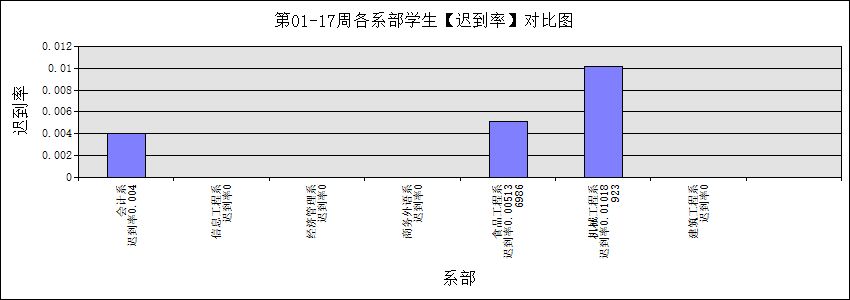 第01-17周各系部学生【迟到率】对比图
迟到率
0.012
0.01
0.008
0.006
0.004
0.002
0
会计系
迟到率0.004
信息工程系
迟到率0
经济管理系
迟到率0
商务外语系
迟到率0
食品工程系
迟到率0.00513
6986
机械工程系
迟到率0.01018
923
建筑工程系
迟到率0
系部